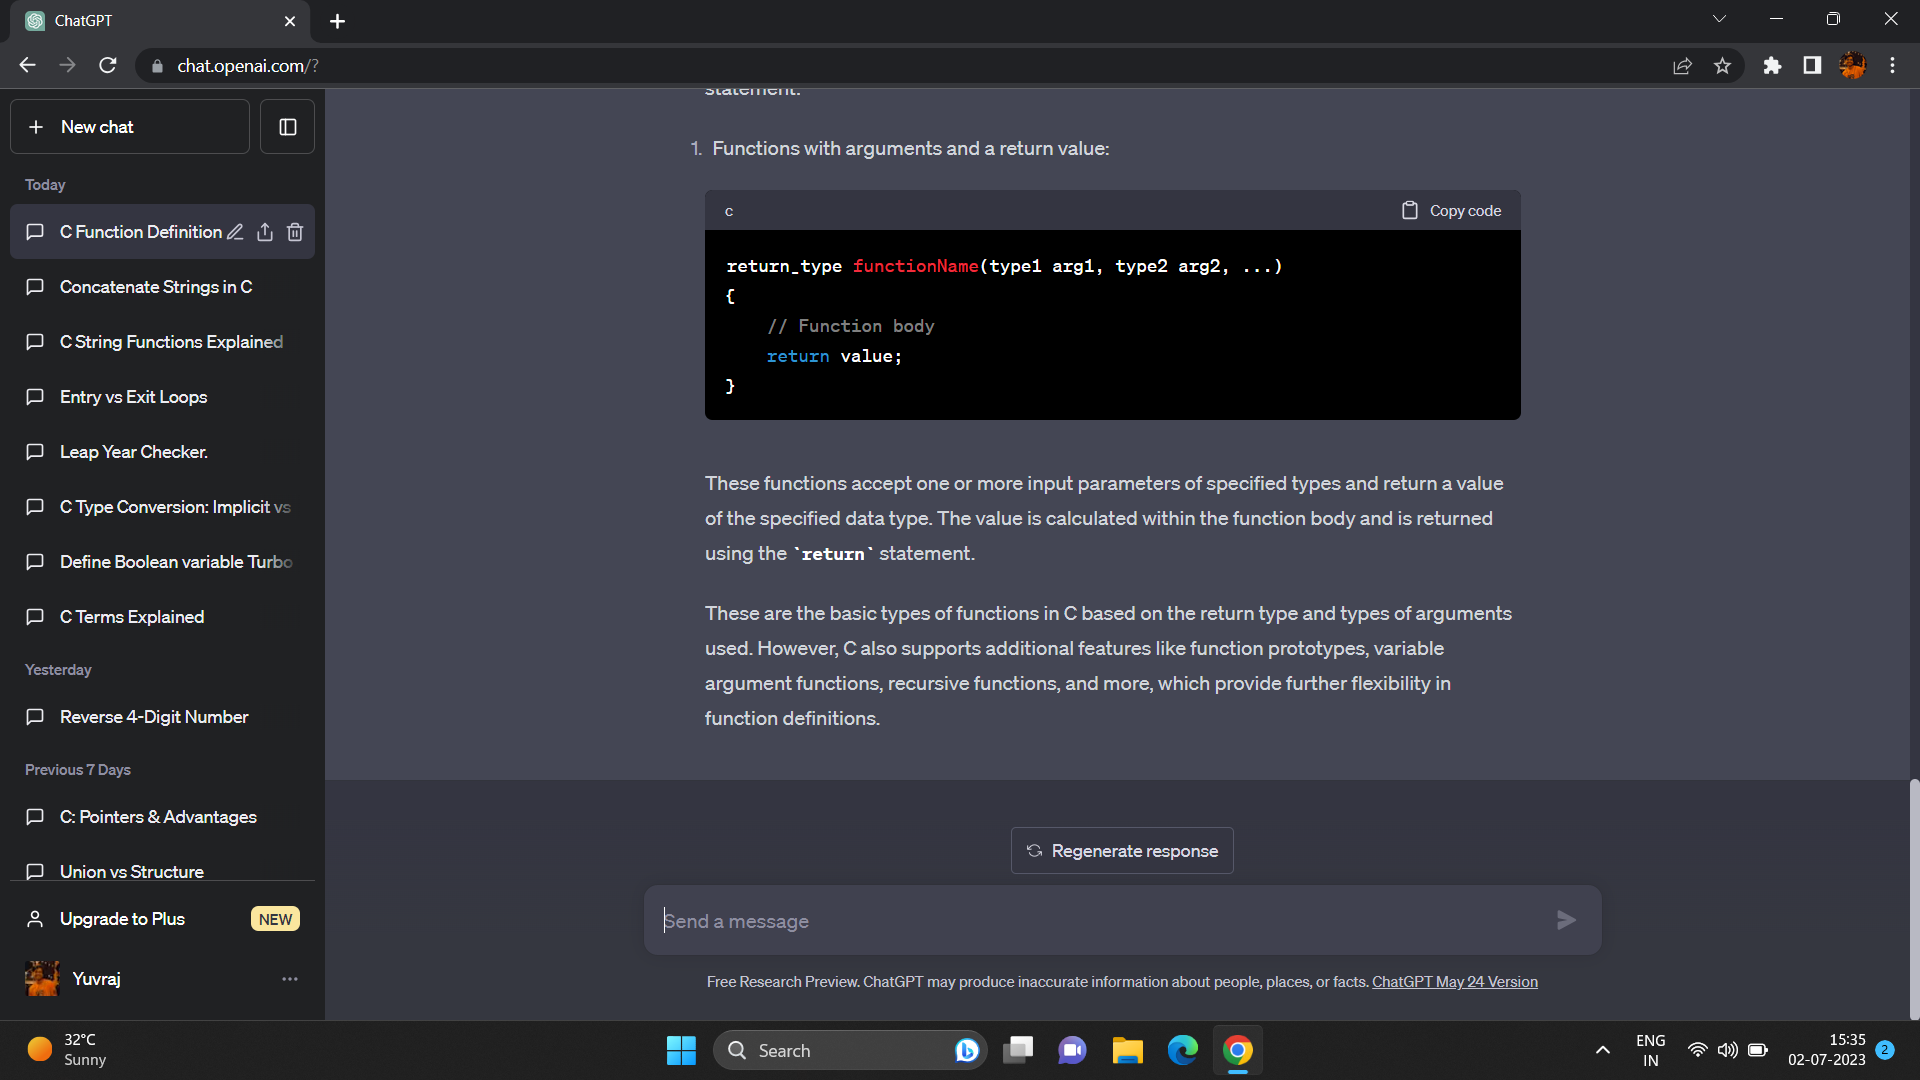 ChatGPT
chat.openai.com/?
New chat
Today
C Function Definition
Concatenate Strings in C
C String Functions Explained
Entry vs Exit Loops
Leap Year Checker.
C Type Conversion: Implicit vs
Define Boolean variable Turbo
C Terms Explained
Yesterday
Reverse 4-Digit Number
Previous 7 Days
C: Pointers & Advantages
Union vs Structure
Upgrade to Plus NEW
Yuvraj
statement.
1. Functions with arguments and a return value:
c Copy code
return_type functionName(type1 arg1, type2 arg2, ...)
{
// Function body
return value;
}
These functions accept one or more input parameters of specified types and return a value
of the specified data type. The value is calculated within the function body and is returned
using the `return` statement.
These are the basic types of functions in C based on the return type and types of arguments
used. However, C also supports additional features like function prototypes, variable
argument functions, recursive functions, and more, which provide further flexibility in
function definitions.
Regenerate response
Send a message
Free Research Preview. ChatGPT may produce inaccurate information about people, places, or facts. ChatGPT May 24 Version
32°C
Sunny
Search
ENG
IN
15:35
02-07-2023
2